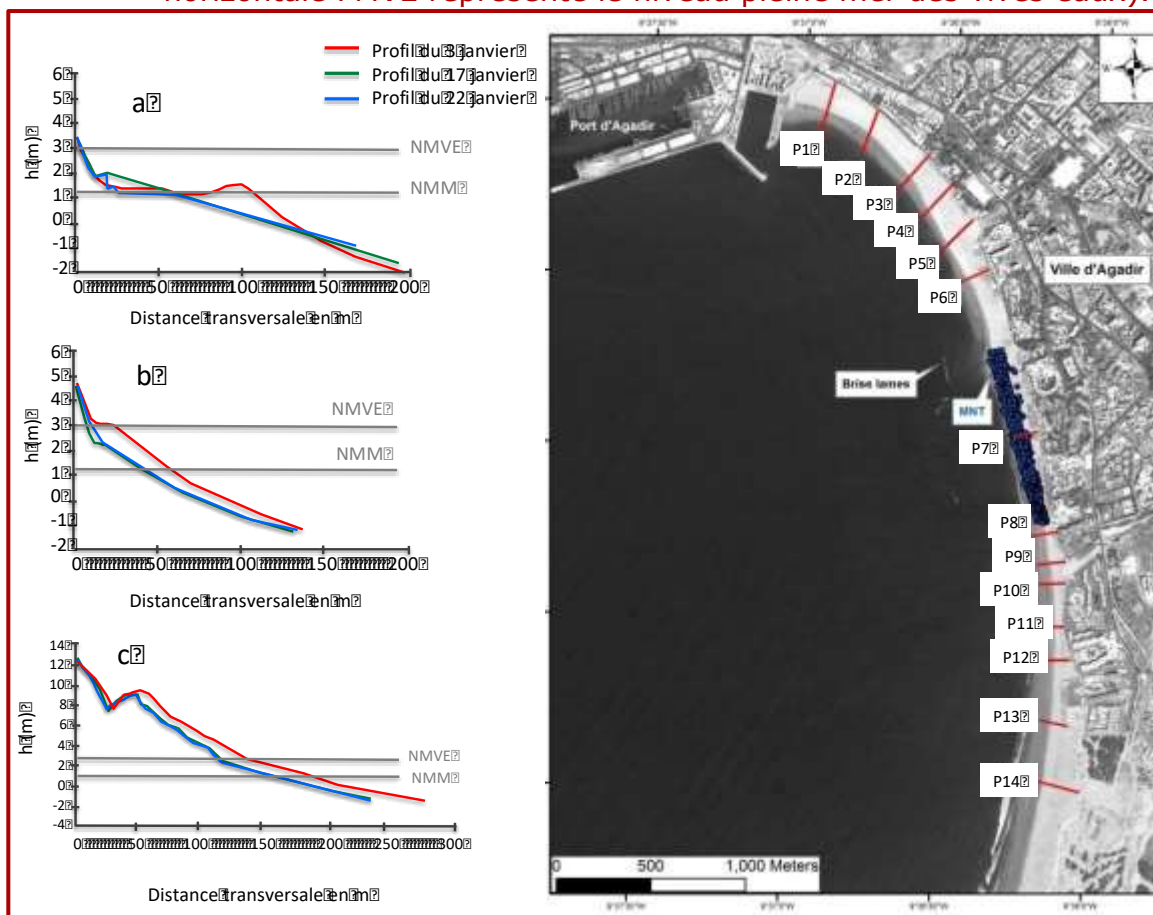 horizontale PMVE représente le niveau pleine mer des vives-eaux).
Profil du 3 janvier
Profil du 17 janvier
Profil du 22 janvier
a
6
5
4
3
2
1
0
-1
-2
h (m)
NMVE
NMM
0 50 100 150 200
Distance transversale en m
b
6
5
4
3
2
1
0
-1
-2
h (m)
NMVE
NMM
0 50 100 150 200
Distance transversale en m
c
14
12
10
8
6
4
2
0
-2
-4
h (m)
NMVE
NMM
0 50 100 150 200 250 300
Distance transversale en m
Port d'Agadir
P1
P2
P3
P4
P5
P6
Ville d'Agadir
Brise lames
MNT
P7
P8
P9
P10
P11
P12
P13
P14
0 500 1,000 Meters